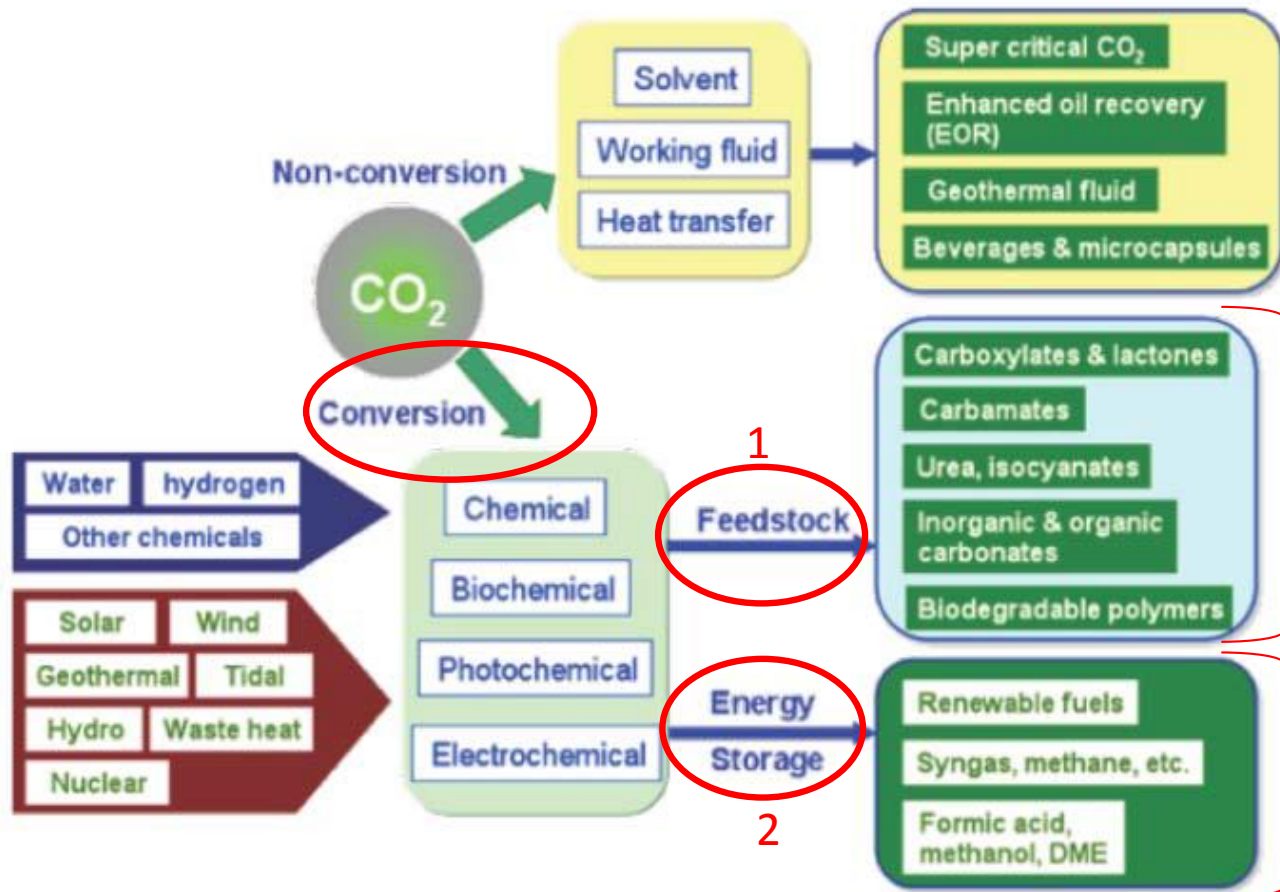 Non-conversion
CO₂
Conversion
Solvent
Working fluid
Heat transfer
Super critical CO₂
Enhanced oil recovery
(EOR)
Geothermal fluid
Beverages & microcapsules
Water
hydrogen
Other chemicals
Solar
Wind
Geothermal
Tidal
Hydro
Waste heat
Nuclear
Chemical
Biochemical
Photochemical
Electrochemical
1
Feedstock
Carboxylates & lactones
Carbamates
Urea, isocyanates
Inorganic & organic
carbonates
Biodegradable polymers
Energy
Storage
2
Renewable fuels
Syngas, methane, etc.
Formic acid,
methanol, DME